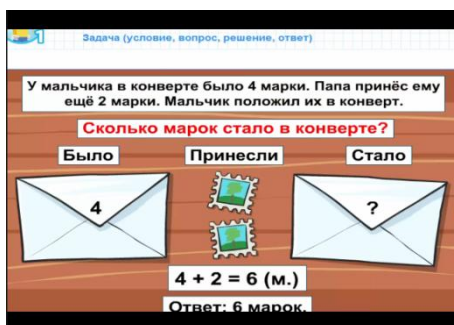 1
Задача (условие, вопрос, решение, ответ)
У мальчика в конверте было 4 марки. Папа принёс ему
ещё 2 марки. Мальчик положил их в конверт.
Сколько марок стало в конверте?
Было Принесли Стало
4 ?
4 + 2 = 6 (м.)
Ответ: 6 марок.